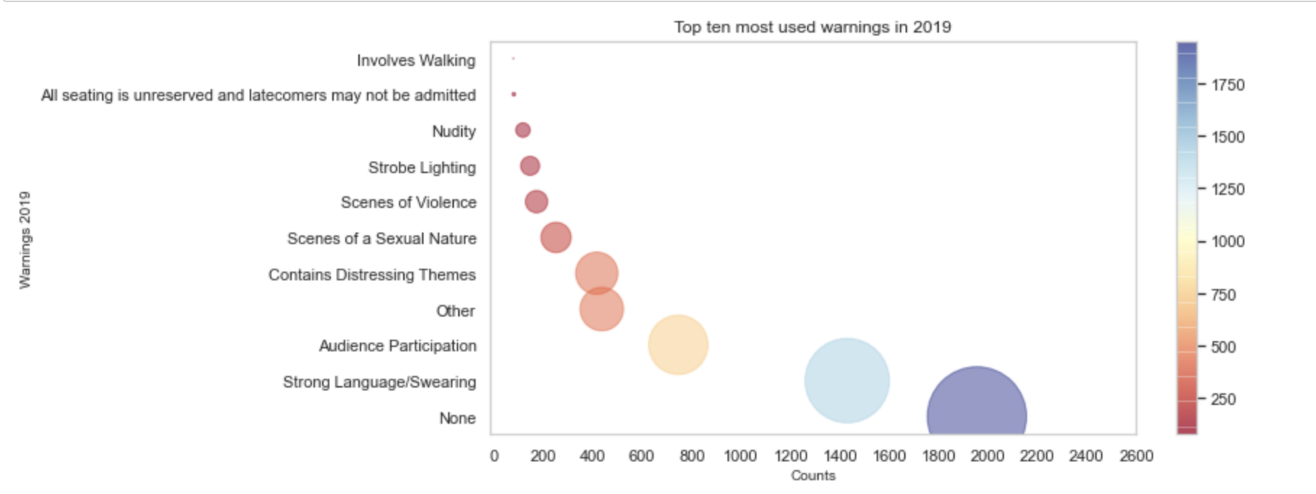 Top ten most used warnings in 2019
Warnings 2019
Involves Walking
All seating is unreserved and latecomers may not be admitted
Nudity
Strobe Lighting
Scenes of Violence
Scenes of a Sexual Nature
Contains Distressing Themes
Other
Audience Participation
Strong Language/Swearing
None
0 200 400 600 800 1000 1200 1400 1600 1800 2000 2200 2400 2600
Counts
1750
1500
1250
1000
750
500
250